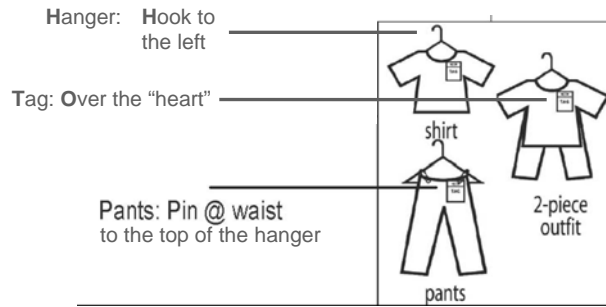 Hanger: Hook to
the left
Tag: Over the “heart”
shirt
Pants: Pin @ waist
to the top of the hanger
2-piece
outfit
pants